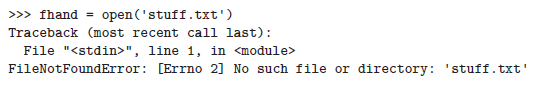 >>> fhand = open('stuff.txt')
Traceback (most recent call last):
  File "<stdin>", line 1, in <module>
FileNotFoundError: [Errno 2] No such file or directory: 'stuff.txt'